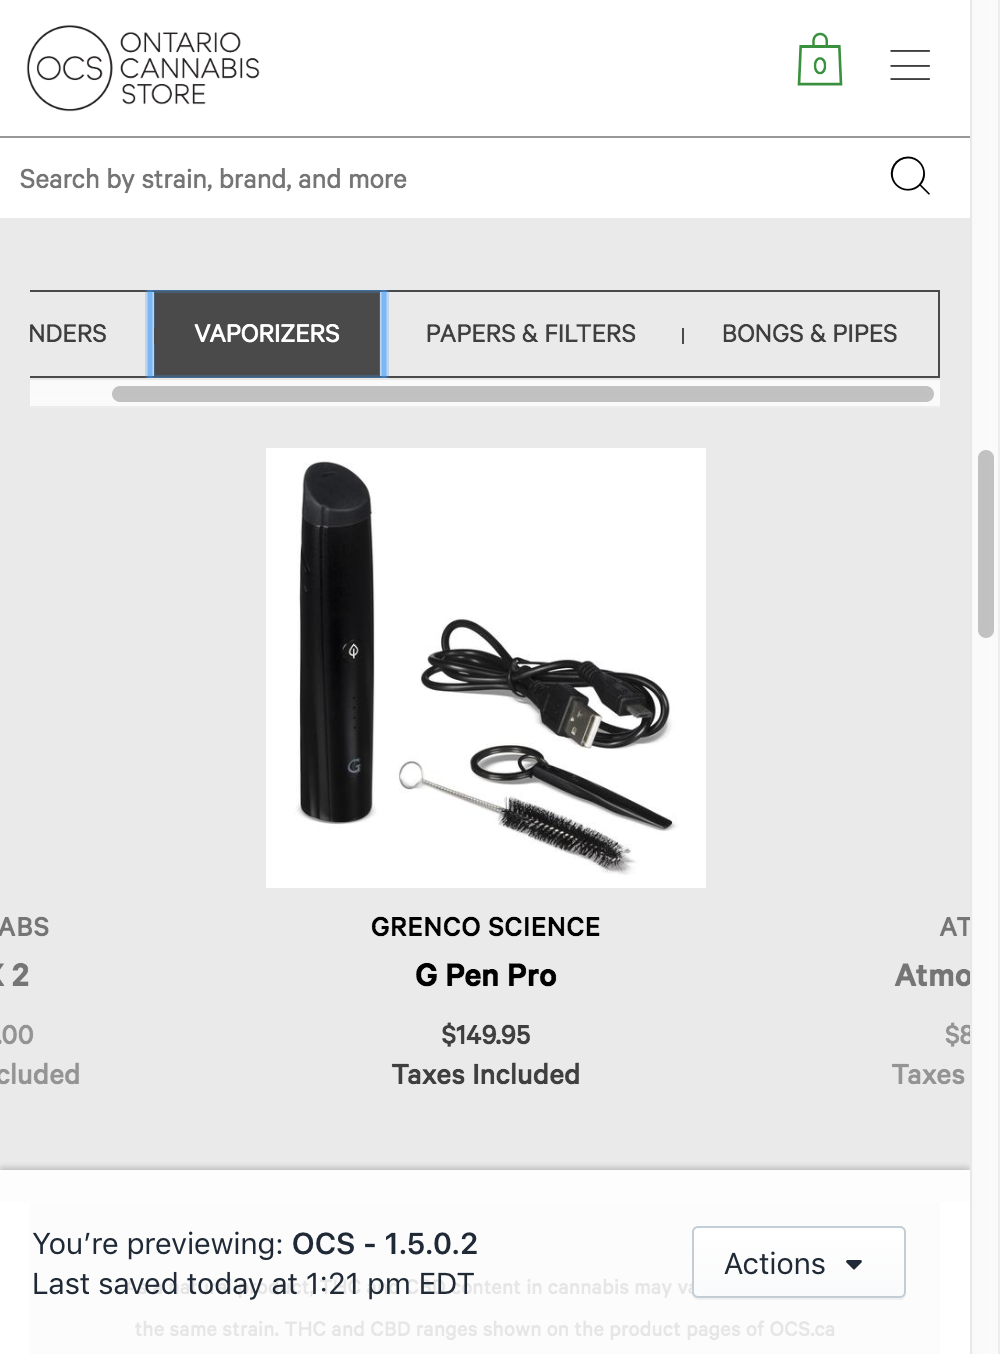 OCS
ONTARIO
CANNABIS
STORE
0
Search by strain, brand, and more
NDERS
VAPORIZERS
PAPERS & FILTERS
|
BONGS & PIPES
G
ABS
GRENCO SCIENCE
AT
2
G Pen Pro
Atmo
.00
$149.95
$8
cluded
Taxes Included
Taxes
You're previewing: OCS - 1.5.0.2
Last saved today at 1:21 pm EDT
Actions
content in cannabis may va
the same strain. THC and CBD ranges shown on the product pages of OCS.ca